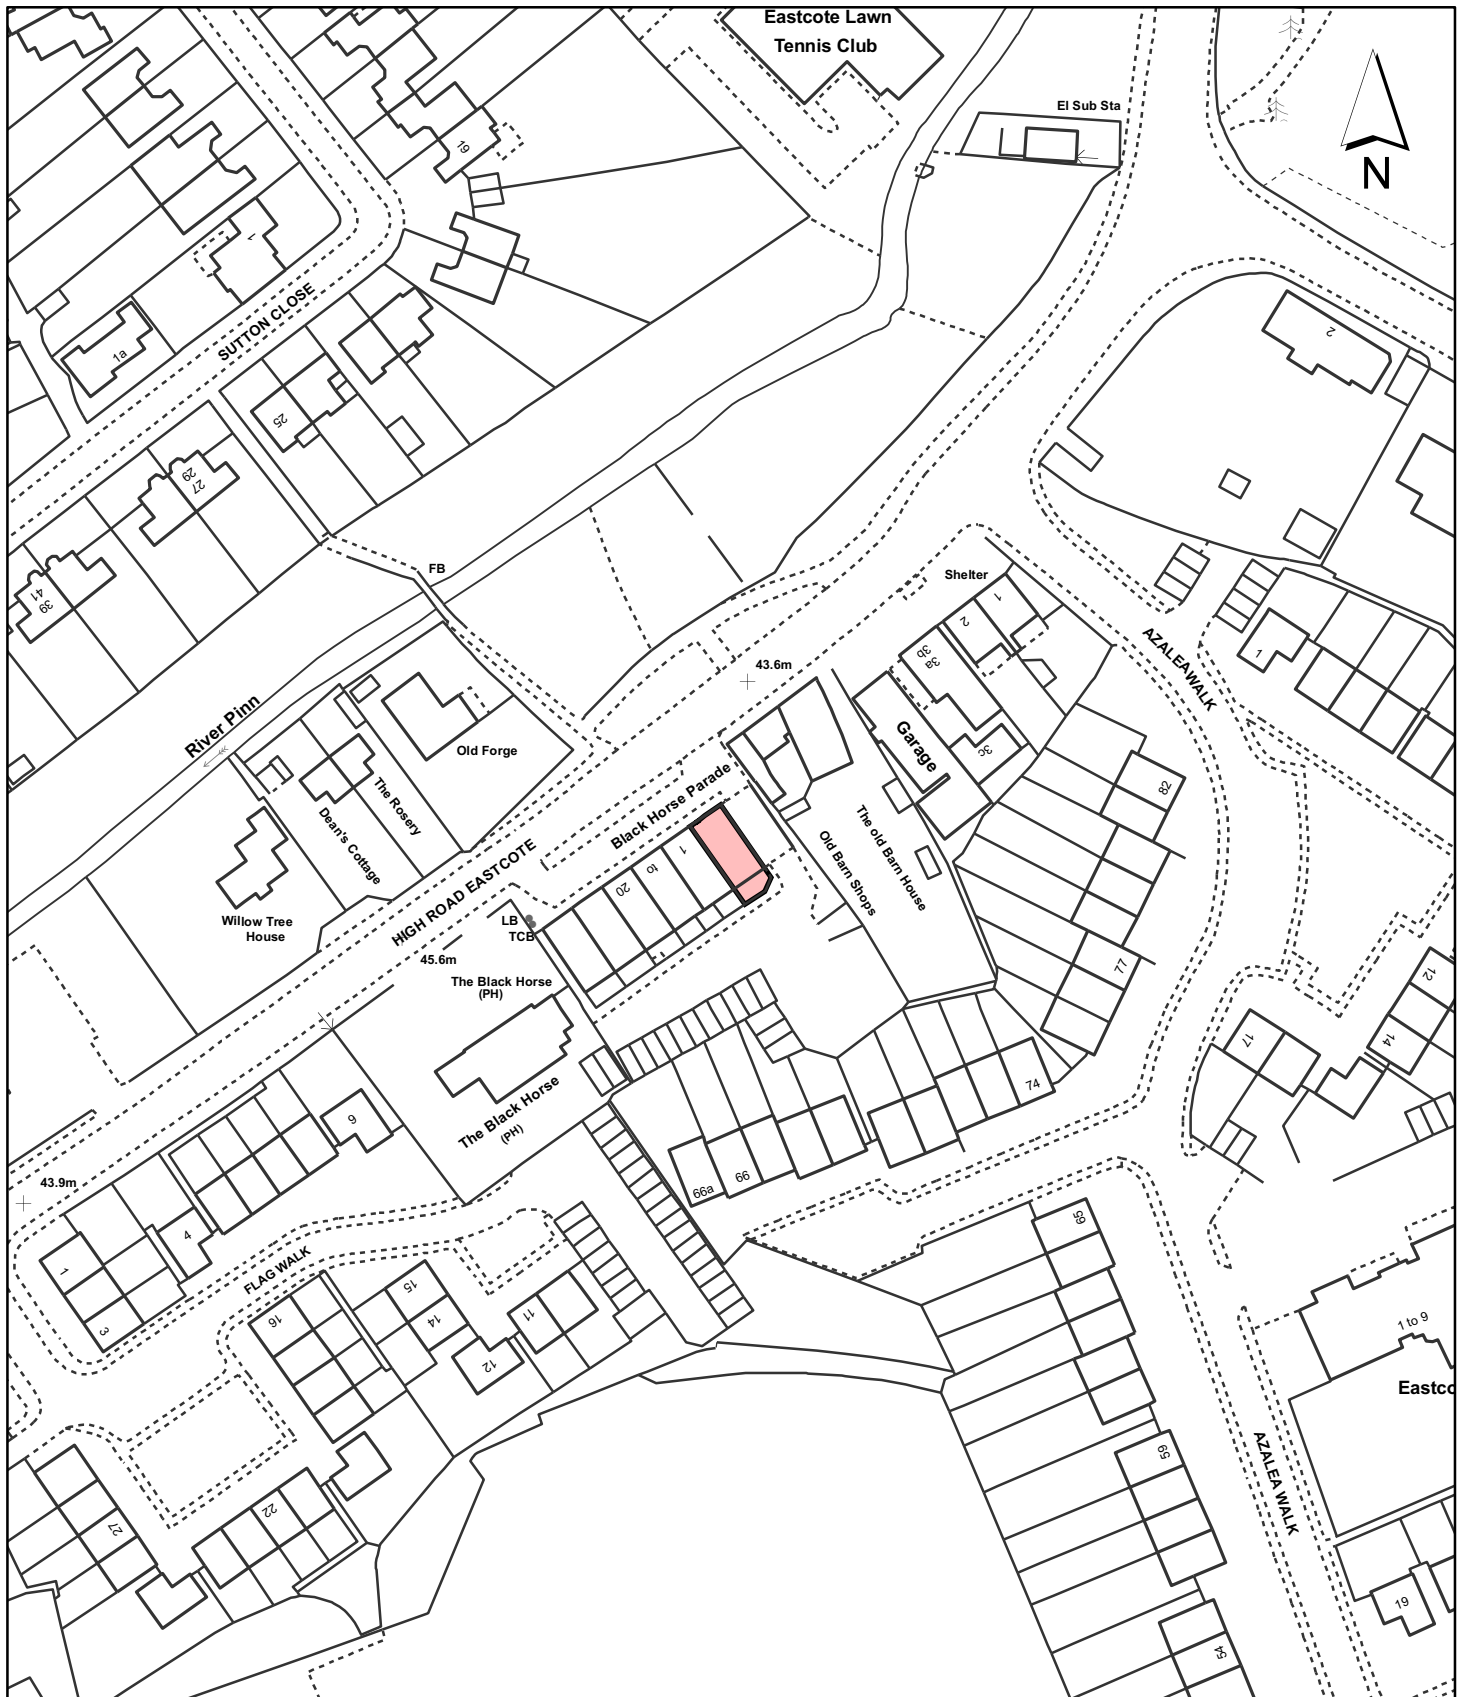 Eastcote Lawn
Tennis Club
El Sub Sta
N
19
1
1a
SUTTON CLOSE
2
25
29
27
FB
41
39
Shelter
1
2
3b
3a
3c
AZALEA WALK
1
43.6m
River Pinn
Old Forge
Garage
The Rosery
Dean's Cottage
Black Horse Parade
82
The old Barn House
Old Barn Shops
1
to
20
HIGH ROAD EASTCOTE
Willow Tree
House
LB
TCB
45.6m
77
12
The Black Horse
(PH)
17
14
74
The Black Horse
(PH)
9
66a
66
43.9m
4
65
FLAG WALK
1
3
15
14
16
11
12
1 to 9
Eastco
59
AZALEA WALK
22
27
19
54